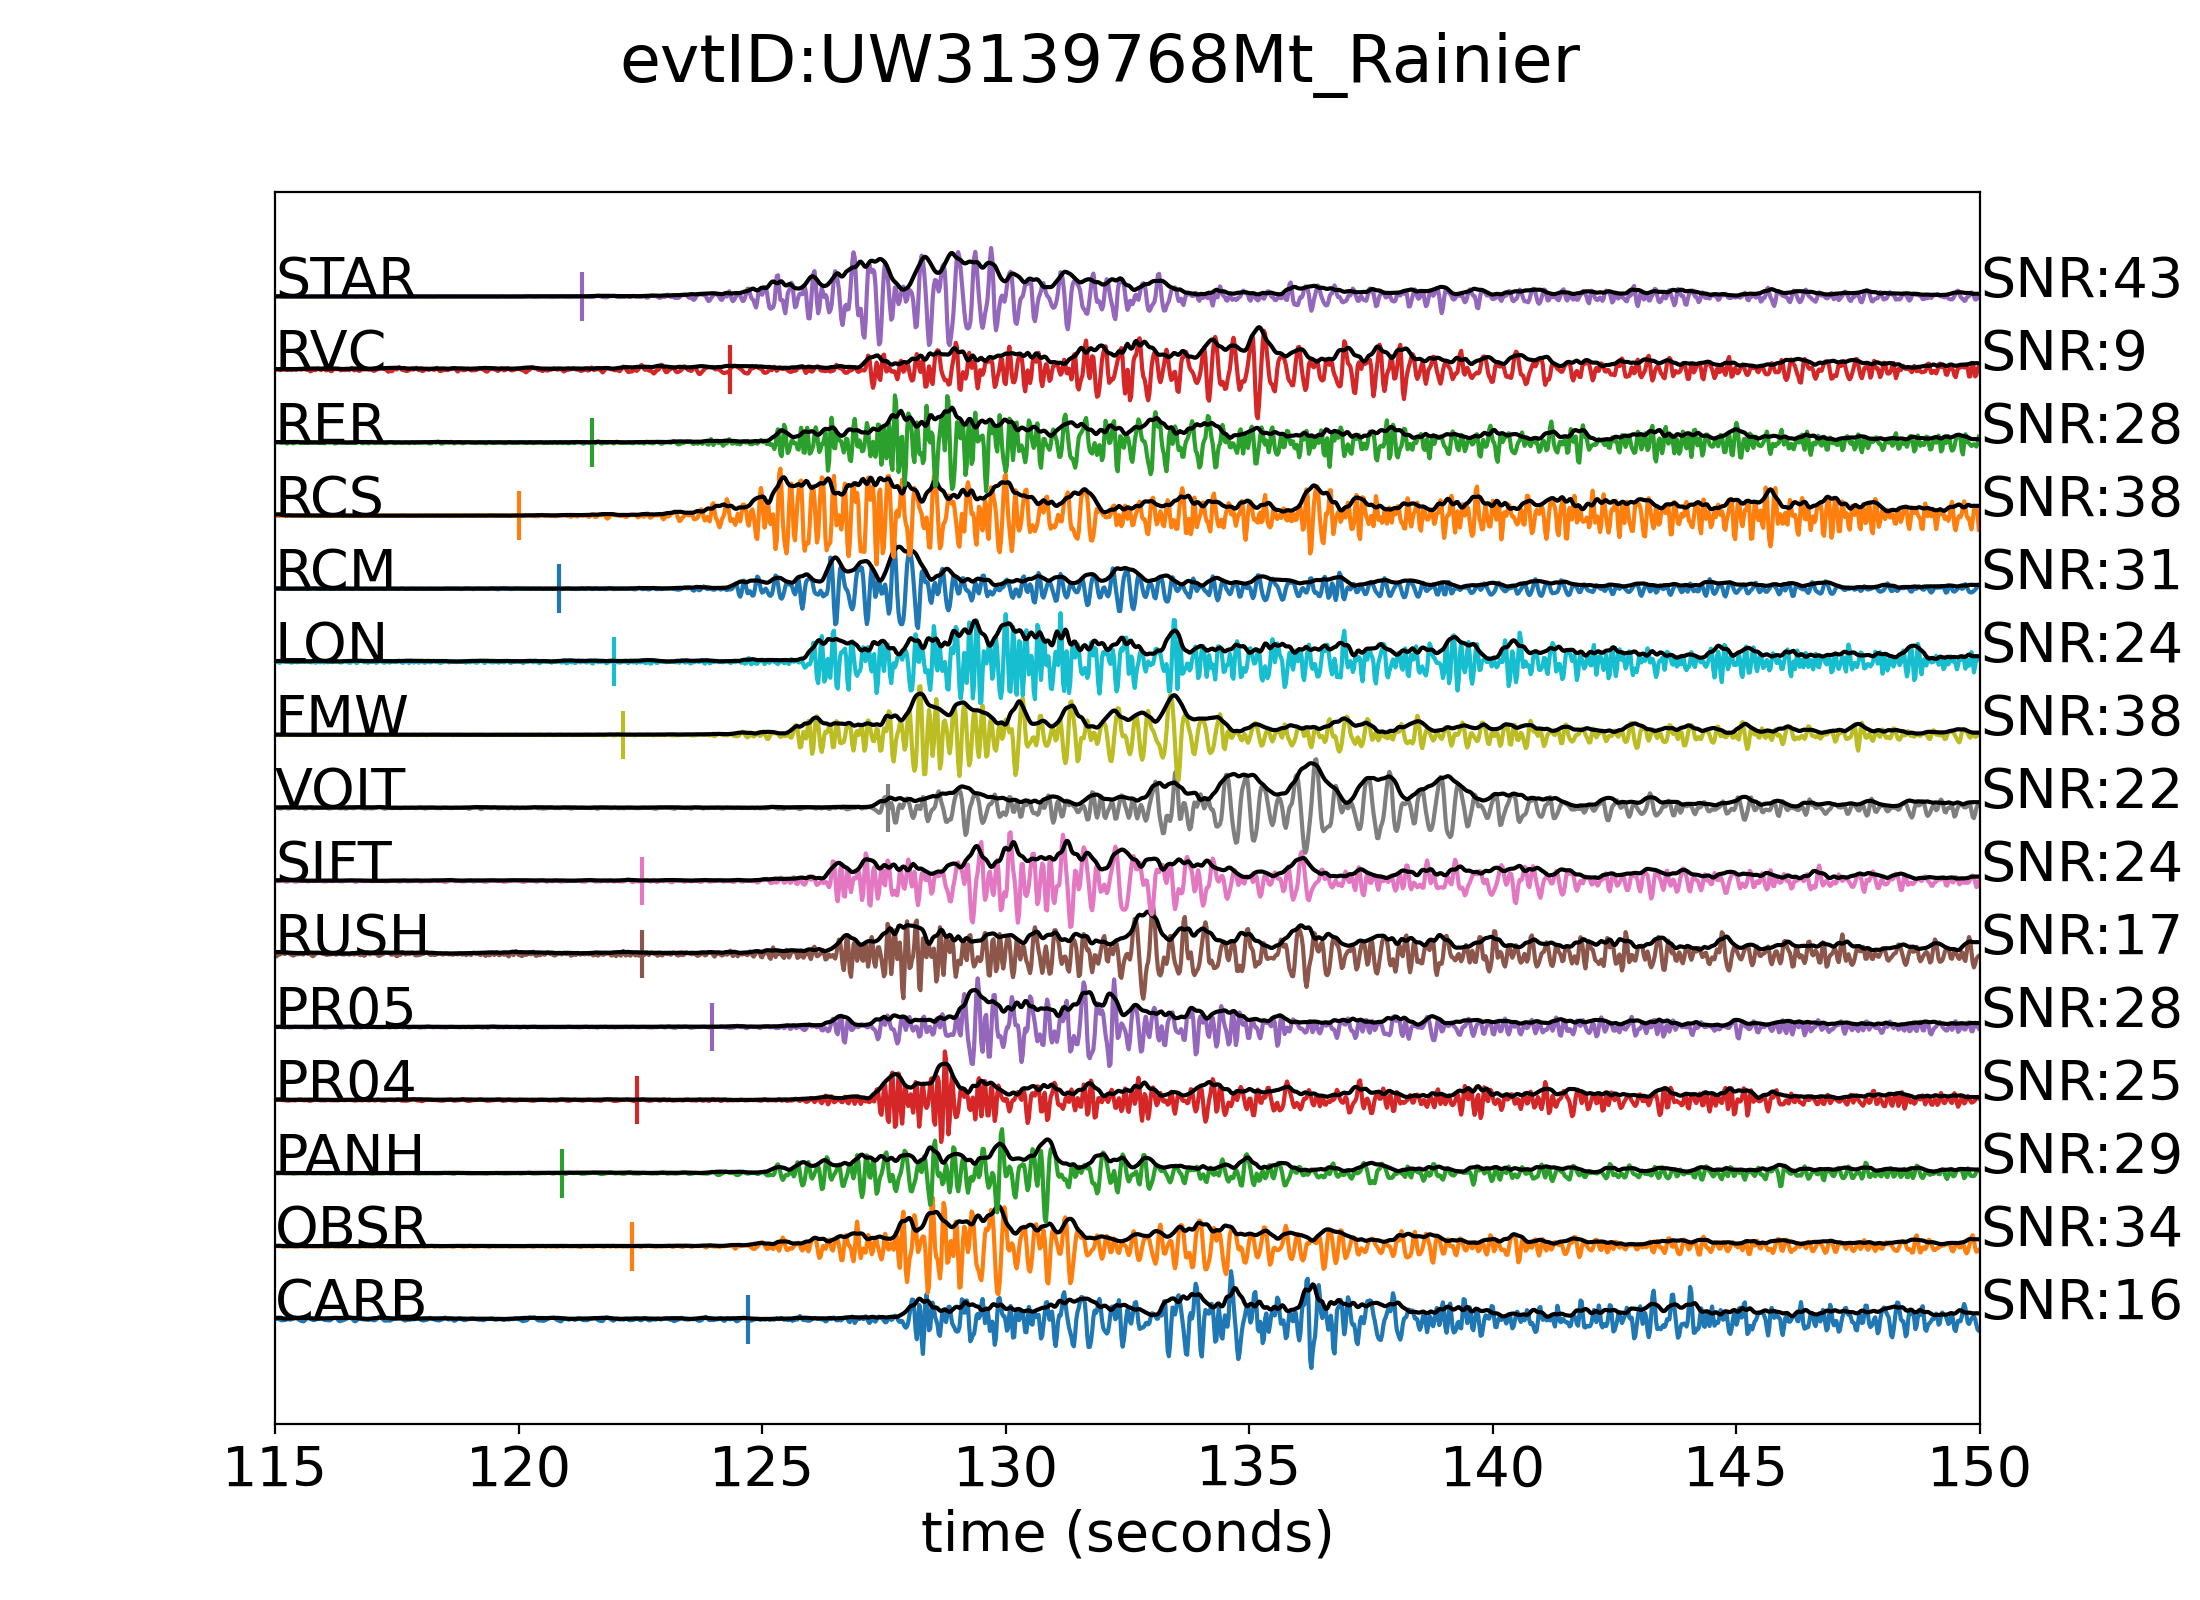 evtID:UW3139768Mt_Rainier
STAR SNR:43
RVC SNR:9
RER SNR:28
RCS SNR:38
RCM SNR:31
LON SNR:24
FMW SNR:38
VOIT SNR:22
SIFT SNR:24
RUSH SNR:17
PR05 SNR:28
PR04 SNR:25
PANH SNR:29
OBSR SNR:34
CARB SNR:16
115 120 125 130 135 140 145 150
time (seconds)